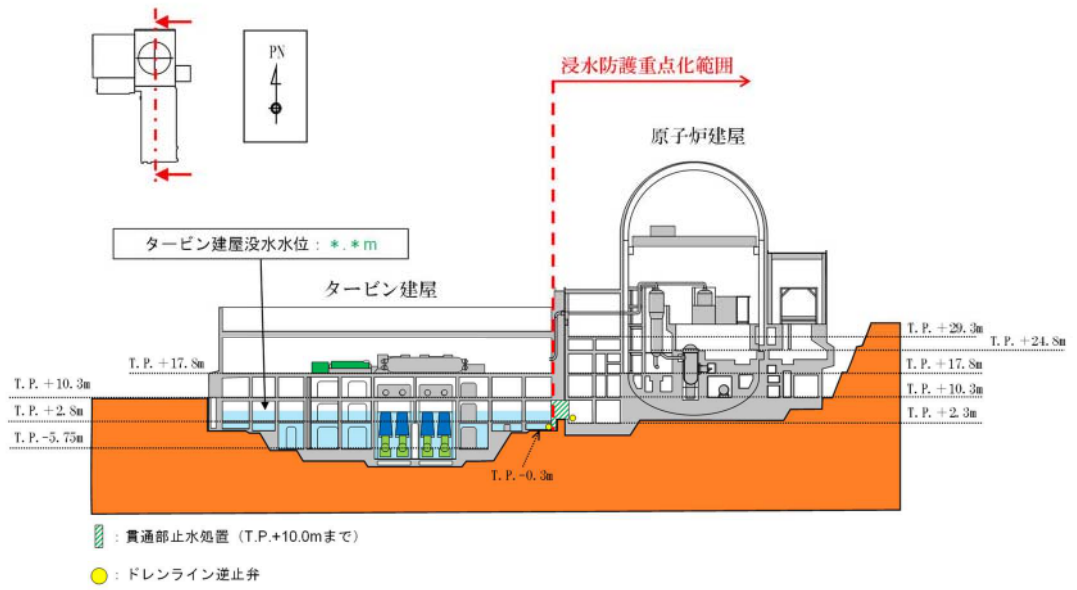 PN
浸水防護重点化範囲
原子炉建屋
タービン建屋没水水位：＊.＊m
タービン建屋
T.P. +29.3m
T.P. +24.8m
T.P. +17.8m
T.P. +17.8m
T.P. +10.3m
T.P. +10.3m
T.P. +2.8m
T.P. +2.3m
T.P.-5.75m
T.P.-0.3m
：貫通部止水処置（T.P.+10.0mまで）
：ドレンライン逆止弁